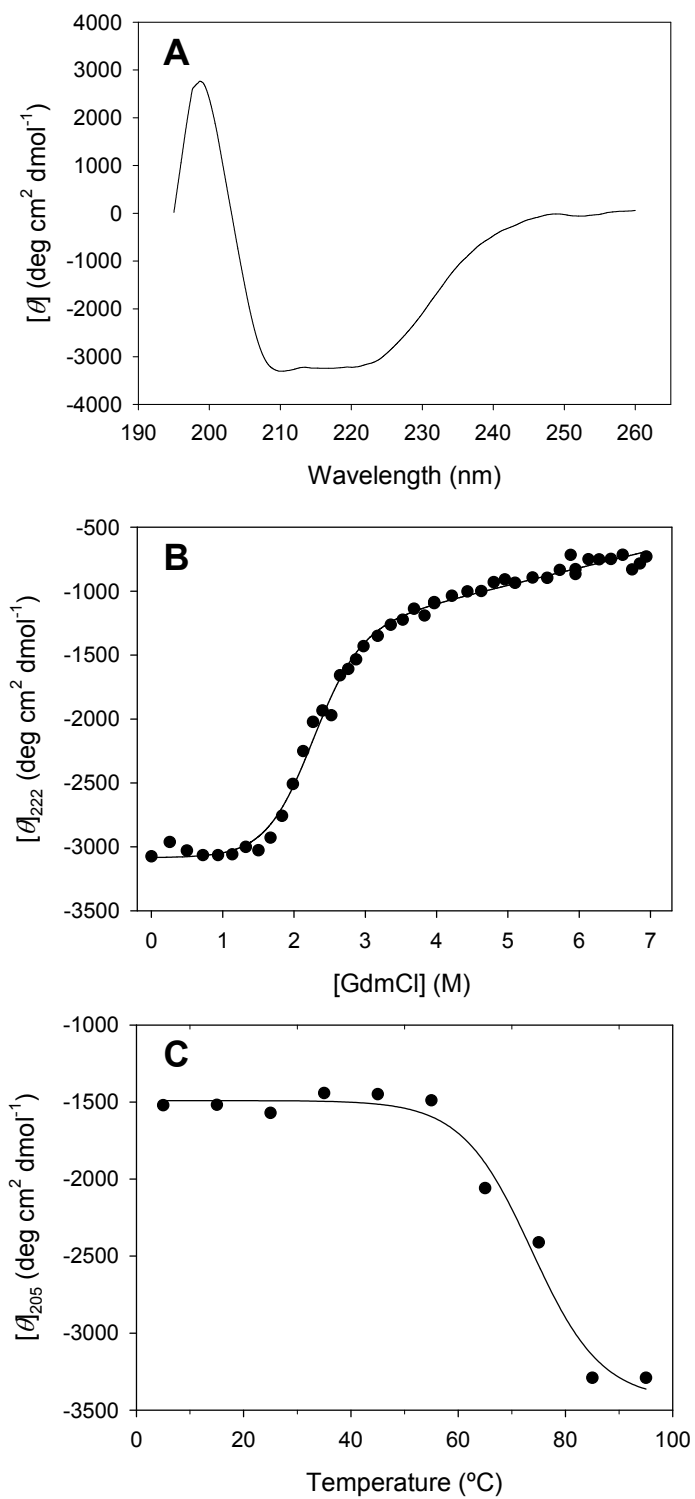 A
4000
3000
2000
1000
0
-1000
-2000
-3000
-4000
[θ] (deg cm² dmol⁻¹)
190 200 210 220 230 240 250 260
Wavelength (nm)
B
-500
-1000
-1500
-2000
-2500
-3000
-3500
[θ]₂₂₂ (deg cm² dmol⁻¹)
0 1 2 3 4 5 6 7
[GdmCl] (M)
C
-1000
-1500
-2000
-2500
-3000
-3500
[θ]₂₀₅ (deg cm² dmol⁻¹)
0 20 40 60 80 100
Temperature (ºC)